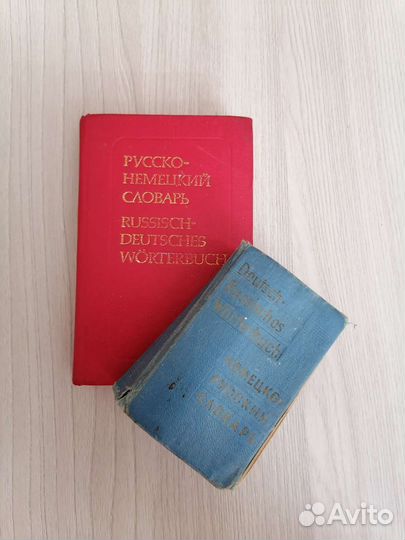 РУССКО-
НЕМЕЦКИЙ
СЛОВАРЬ
RUSSISCH-
DEUTSCHES
WÖRTERBUCH
Deutsch-
Russisches
Wörterbuch
НЕМЕЦКО-
РУССКИЙ
СЛОВАРЬ
Avito